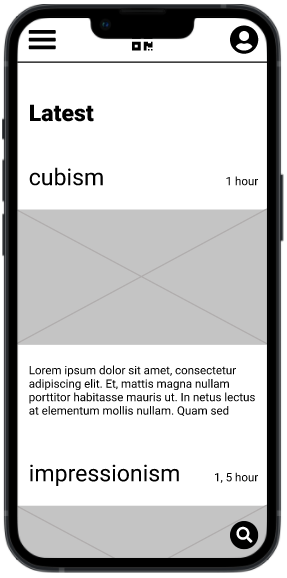 Latest
cubism
1 hour
Lorem ipsum dolor sit amet, consectetur
adipiscing elit. Et, mattis magna nullam
porttitor habitasse mauris ut. In netus lectus
at elementum mollis nullam. Quam sed
impressionism
1, 5 hour